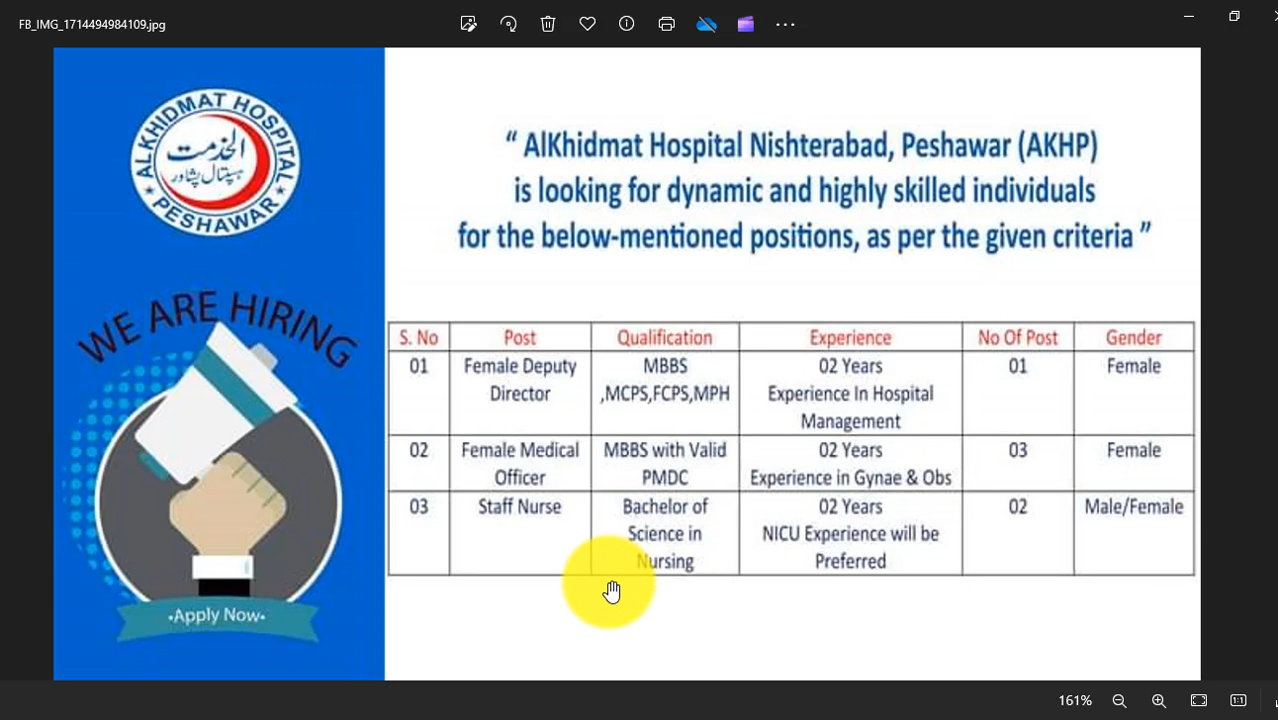 FB_IMG_1714494984109.jpg
AL KHIDMAT HOSPITAL
الخدمت
ہسپتال پشاور
PESHAWAR
WE ARE HIRING
•Apply Now•
“ AlKhidmat Hospital Nishterabad, Peshawar (AKHP)
is looking for dynamic and highly skilled individuals
for the below-mentioned positions, as per the given criteria ”
S. No Post Qualification Experience No Of Post Gender
01 Female Deputy MBBS 02 Years 01 Female
Director ,MCPS,FCPS,MPH Experience In Hospital
Management
02 Female Medical MBBS with Valid 02 Years 03 Female
Officer PMDC Experience in Gynae & Obs
03 Staff Nurse Bachelor of 02 Years 02 Male/Female
Science in NICU Experience will be
Nursing Preferred
161%
1:1